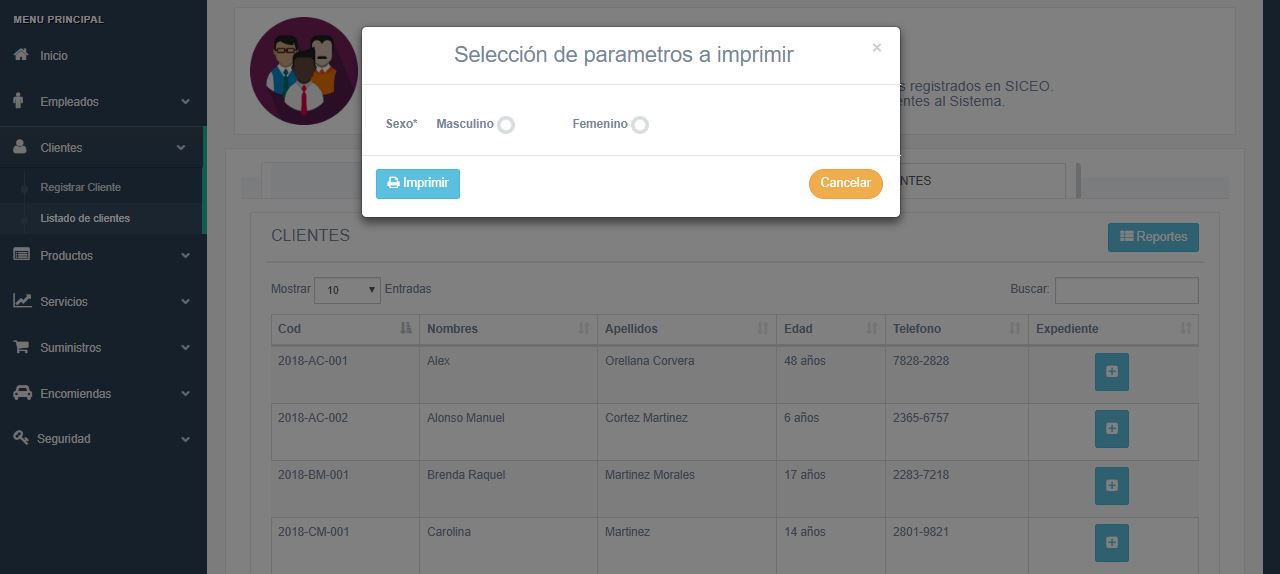 MENU PRINCIPAL
Inicio
Empleados
Clientes
Registrar Cliente
Listado de clientes
Productos
Servicios
Suministros
Encomiendas
Seguridad
Selección de parametros a imprimir
×
registrados en SICEO.
al Sistema.
Sexo* Masculino Femenino
Imprimir Cancelar
CLIENTES Reportes
Mostrar 10 Entradas Buscar:
Cod Nombres Apellidos Edad Telefono Expediente
2018-AC-001 Alex Orellana Corvera 48 años 7828-2828
2018-AC-002 Alonso Manuel Cortez Martinez 6 años 2365-6757
2018-BM-001 Brenda Raquel Martinez Morales 17 años 2283-7218
2018-CM-001 Carolina Martinez 14 años 2801-9821